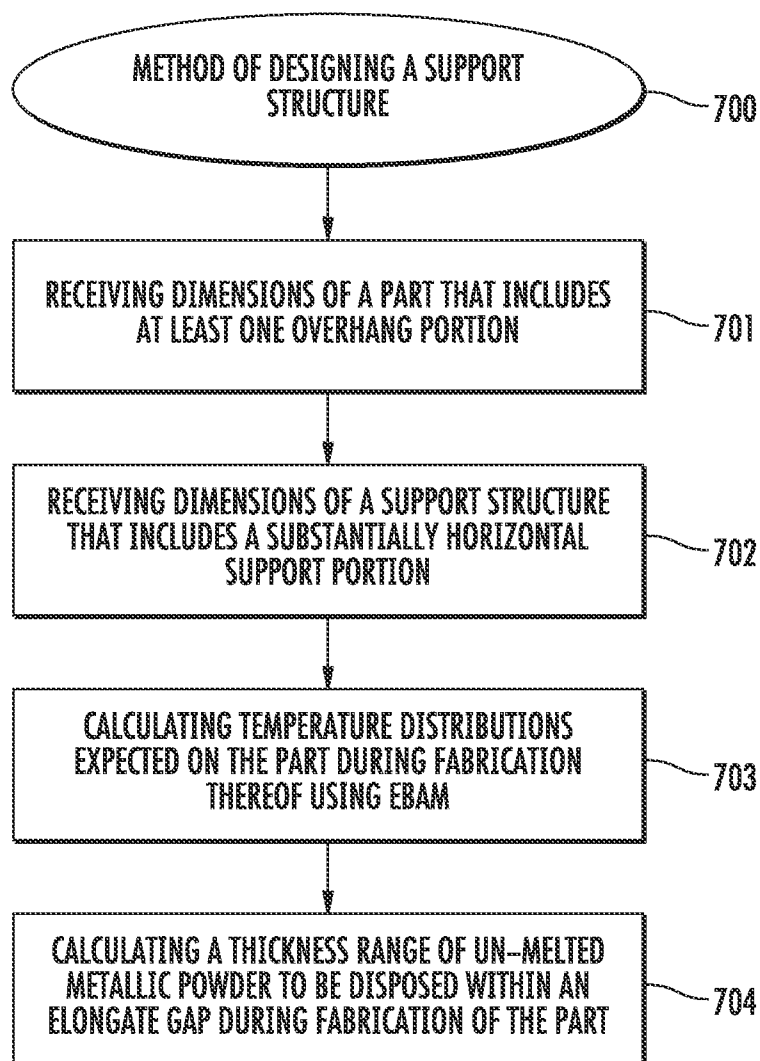 METHOD OF DESIGNING A SUPPORT
STRUCTURE
700
RECEIVING DIMENSIONS OF A PART THAT INCLUDES
AT LEAST ONE OVERHANG PORTION
701
RECEIVING DIMENSIONS OF A SUPPORT STRUCTURE
THAT INCLUDES A SUBSTANTIALLY HORIZONTAL
SUPPORT PORTION
702
CALCULATING TEMPERATURE DISTRIBUTIONS
EXPECTED ON THE PART DURING FABRICATION
THEREOF USING EBAM
703
CALCULATING A THICKNESS RANGE OF UN-MELTED
METALLIC POWDER TO BE DISPOSED WITHIN AN
ELONGATE GAP DURING FABRICATION OF THE PART
704